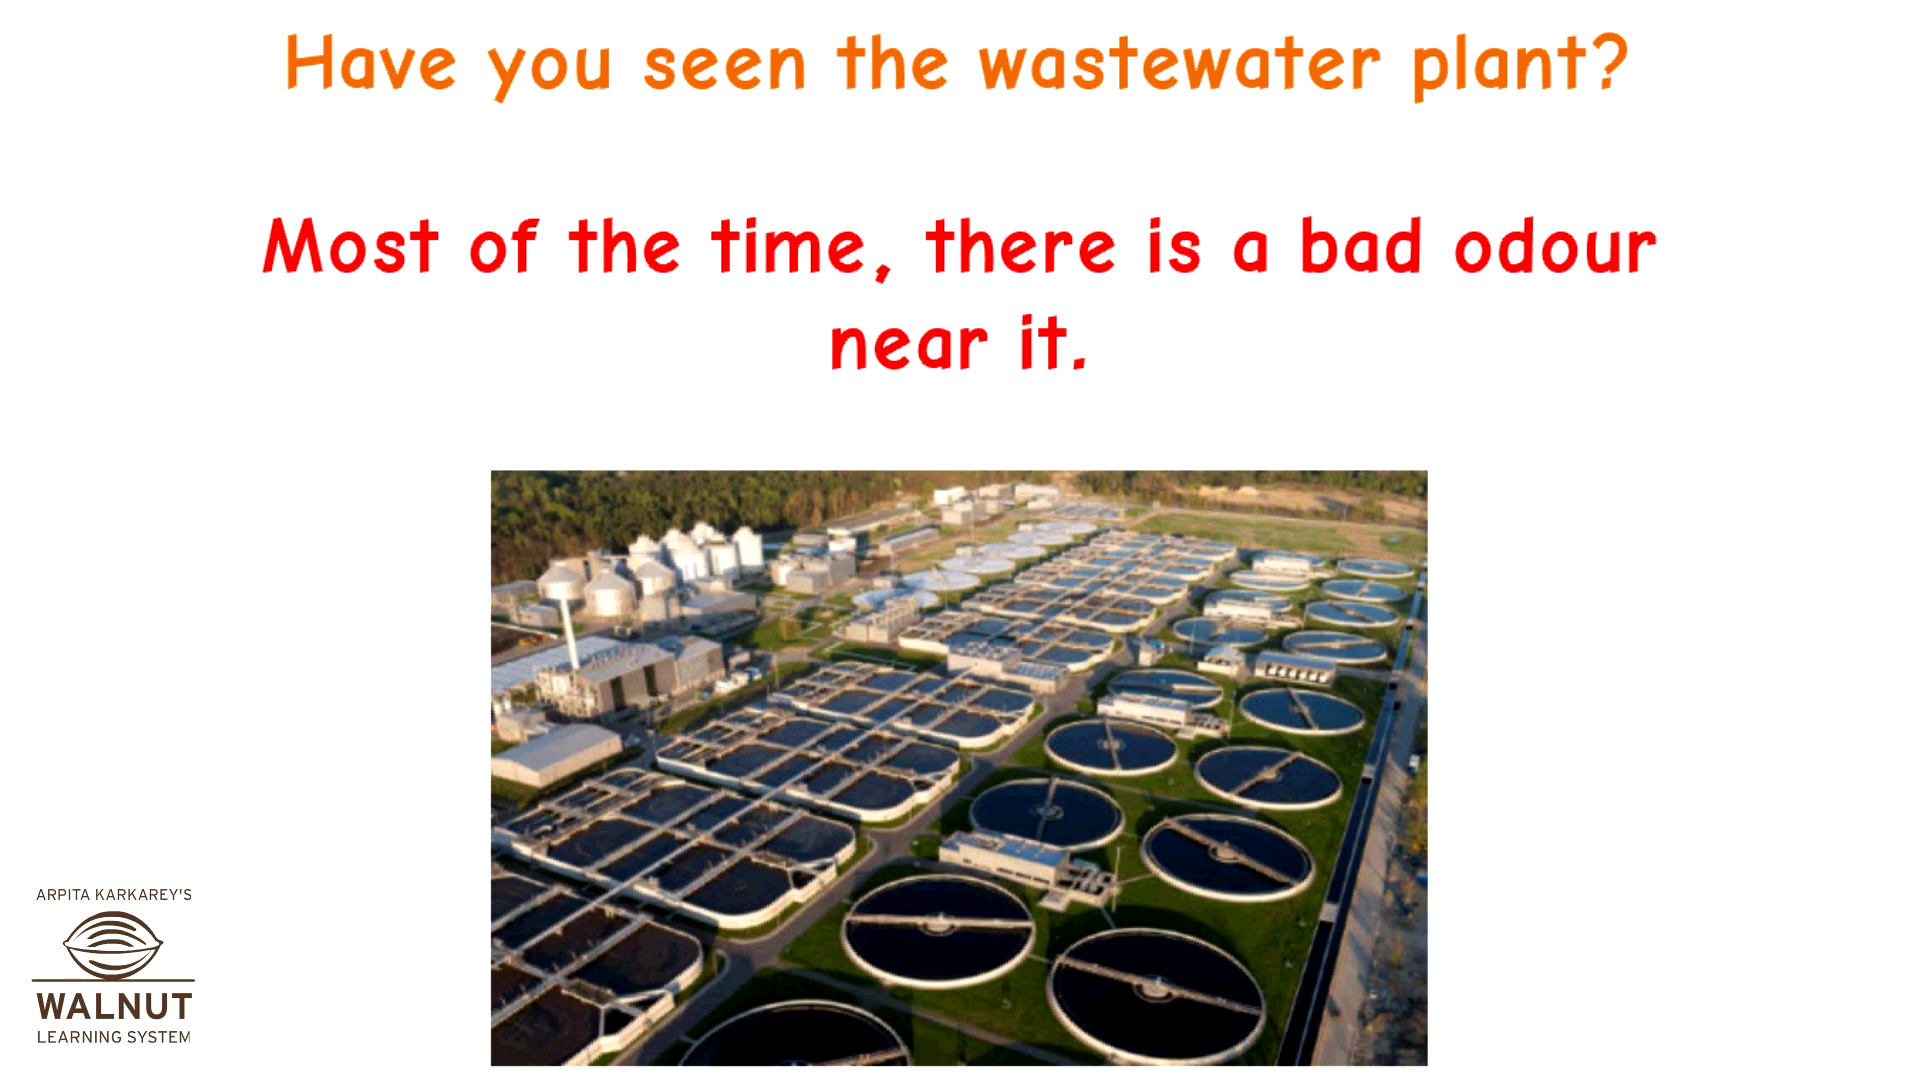 Have you seen the wastewater plant?
Most of the time, there is a bad odour
near it.
ARPITA KARKAREY'S
WALNUT
LEARNING SYSTEM